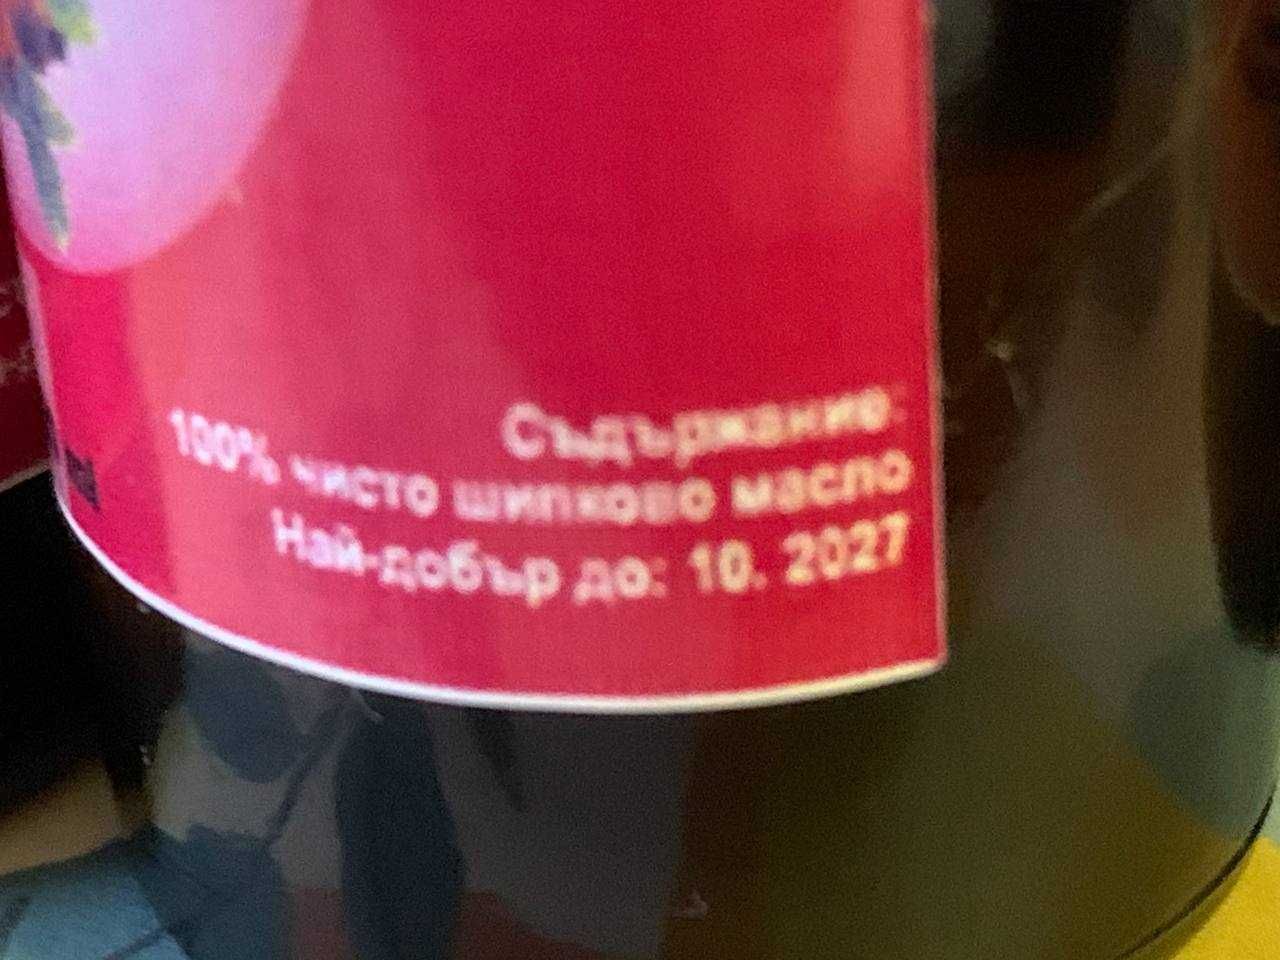 Съдържание:
100% чисто шипково масло
Най-добър до: 10. 2027